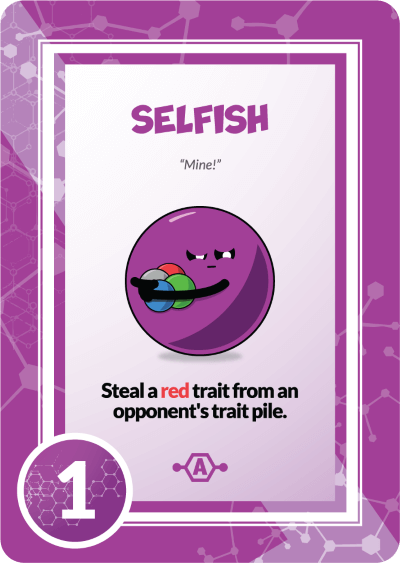 SELFISH
"Mine!"
Steal a red trait from an
opponent's trait pile.
A
1